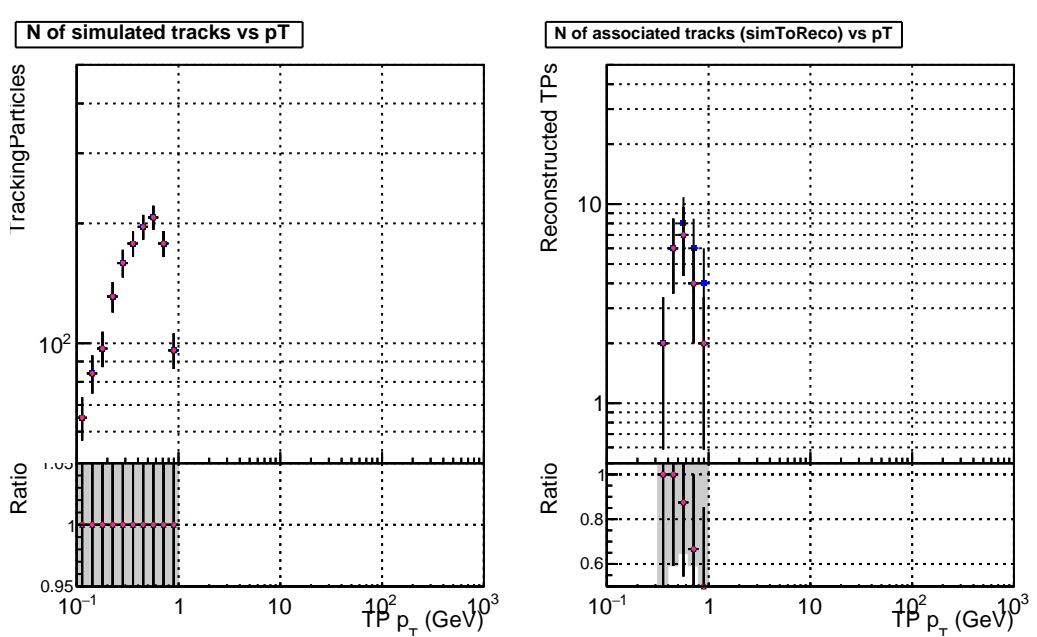 N of simulated tracks vs pT
TrackingParticles
10²
Ratio
1.05
1
0.95
10⁻¹
1
10
10²
10³
TP p_T (GeV)
N of associated tracks (simToReco) vs pT
Reconstructed TPs
10
1
Ratio
1
0.8
0.6
10⁻¹
1
10
10²
10³
TP p_T (GeV)